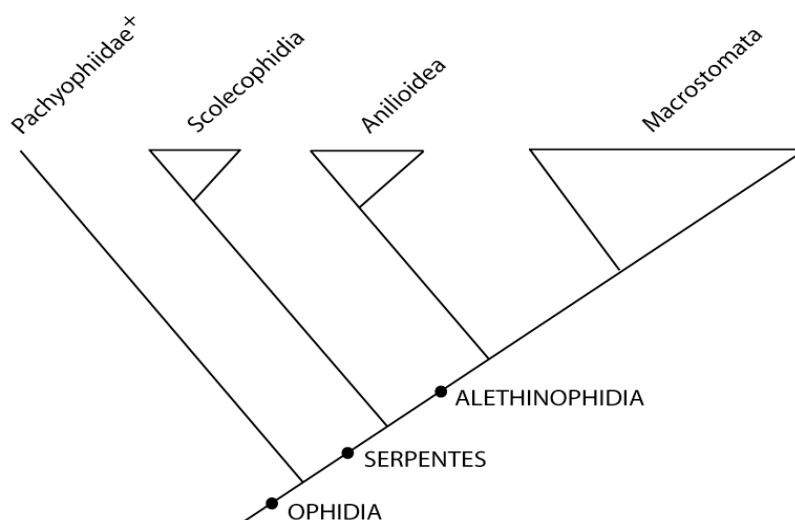 Pachyophiidae+
Scolecophidia
Anilioidea
Macrostomata
ALETHINOPHIDIA
SERPENTES
OPHIDIA